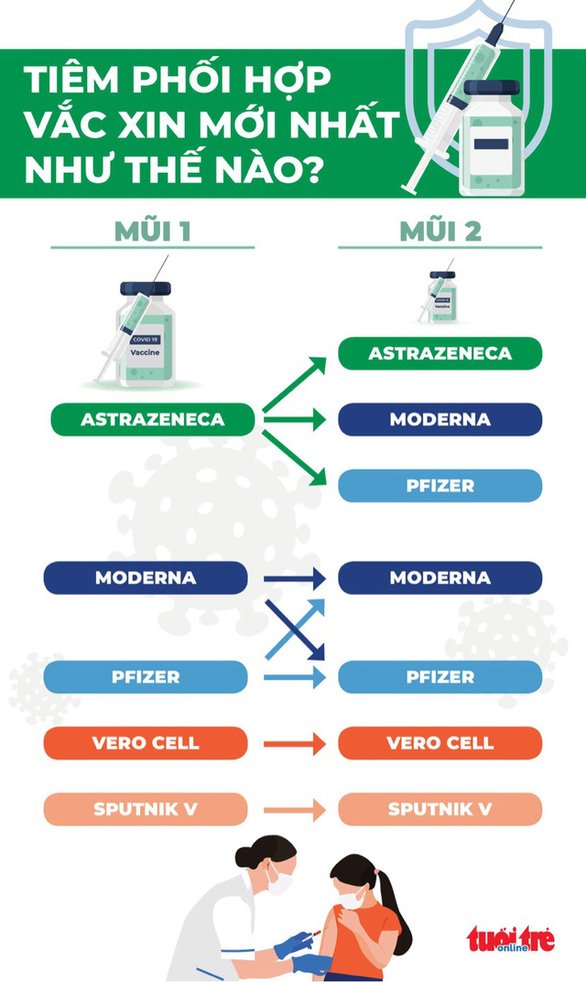 TIÊM PHỐI HỢP
VẮC XIN MỚI NHẤT
NHƯ THẾ NÀO?
MŨI 1
MŨI 2
COVID 19
Vaccine
ASTRAZENECA
ASTRAZENECA
MODERNA
PFIZER
MODERNA
MODERNA
PFIZER
PFIZER
VERO CELL
VERO CELL
SPUTNIK V
SPUTNIK V
tuổi trẻ
online